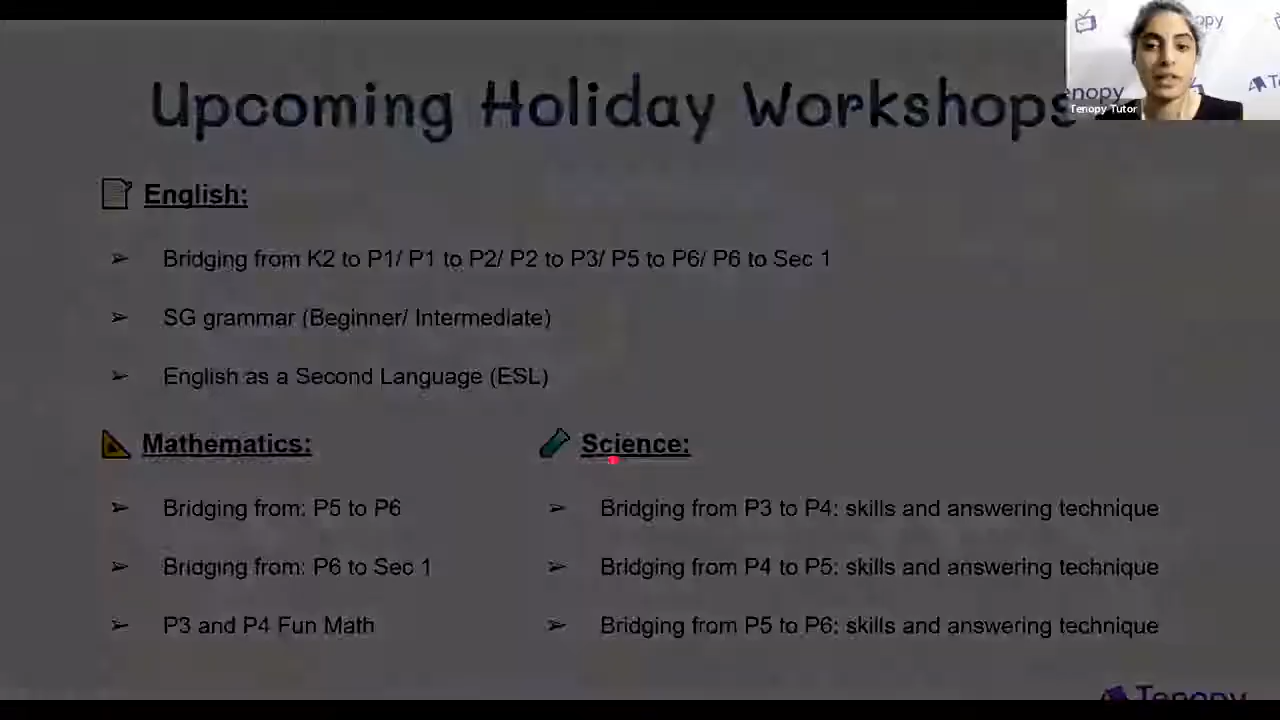 Upcoming Holiday Workshops
opy
enopy
Te
Tenopy Tutor
English:
➢ Bridging from K2 to P1/ P1 to P2/ P2 to P3/ P5 to P6/ P6 to Sec 1
➢ SG grammar (Beginner/ Intermediate)
➢ English as a Second Language (ESL)
Mathematics:
➢ Bridging from: P5 to P6
➢ Bridging from: P6 to Sec 1
➢ P3 and P4 Fun Math
Science:
➢ Bridging from P3 to P4: skills and answering technique
➢ Bridging from P4 to P5: skills and answering technique
➢ Bridging from P5 to P6: skills and answering technique
Tenopy